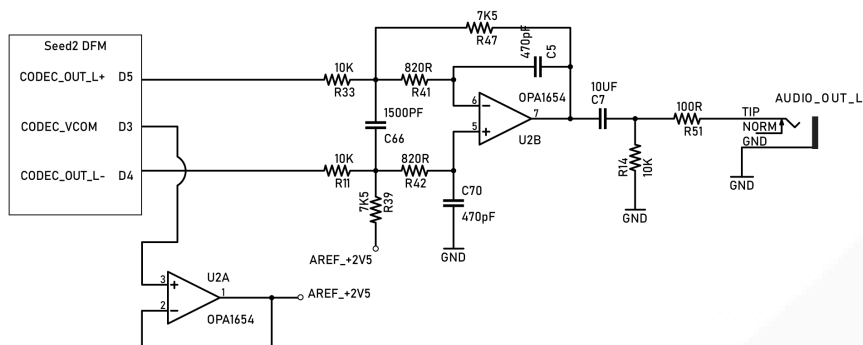 7K5
R47
Seed2 DFM
470pF
C5
CODEC_OUT_L+ D5
10K
R33
820R
R41
10UF
C7
AUDIO_OUT_L
6
OPA1654
7
1500PF
C66
100R
R51
TIP
NORM
GND
CODEC_VCOM D3
5
U2B
CODEC_OUT_L- D4
10K
R11
820R
R42
R14
10K
7K5
R39
C70
470pF
GND
GND
GND
AREF_+2V5
U2A
3
1
2
AREF_+2V5
OPA1654